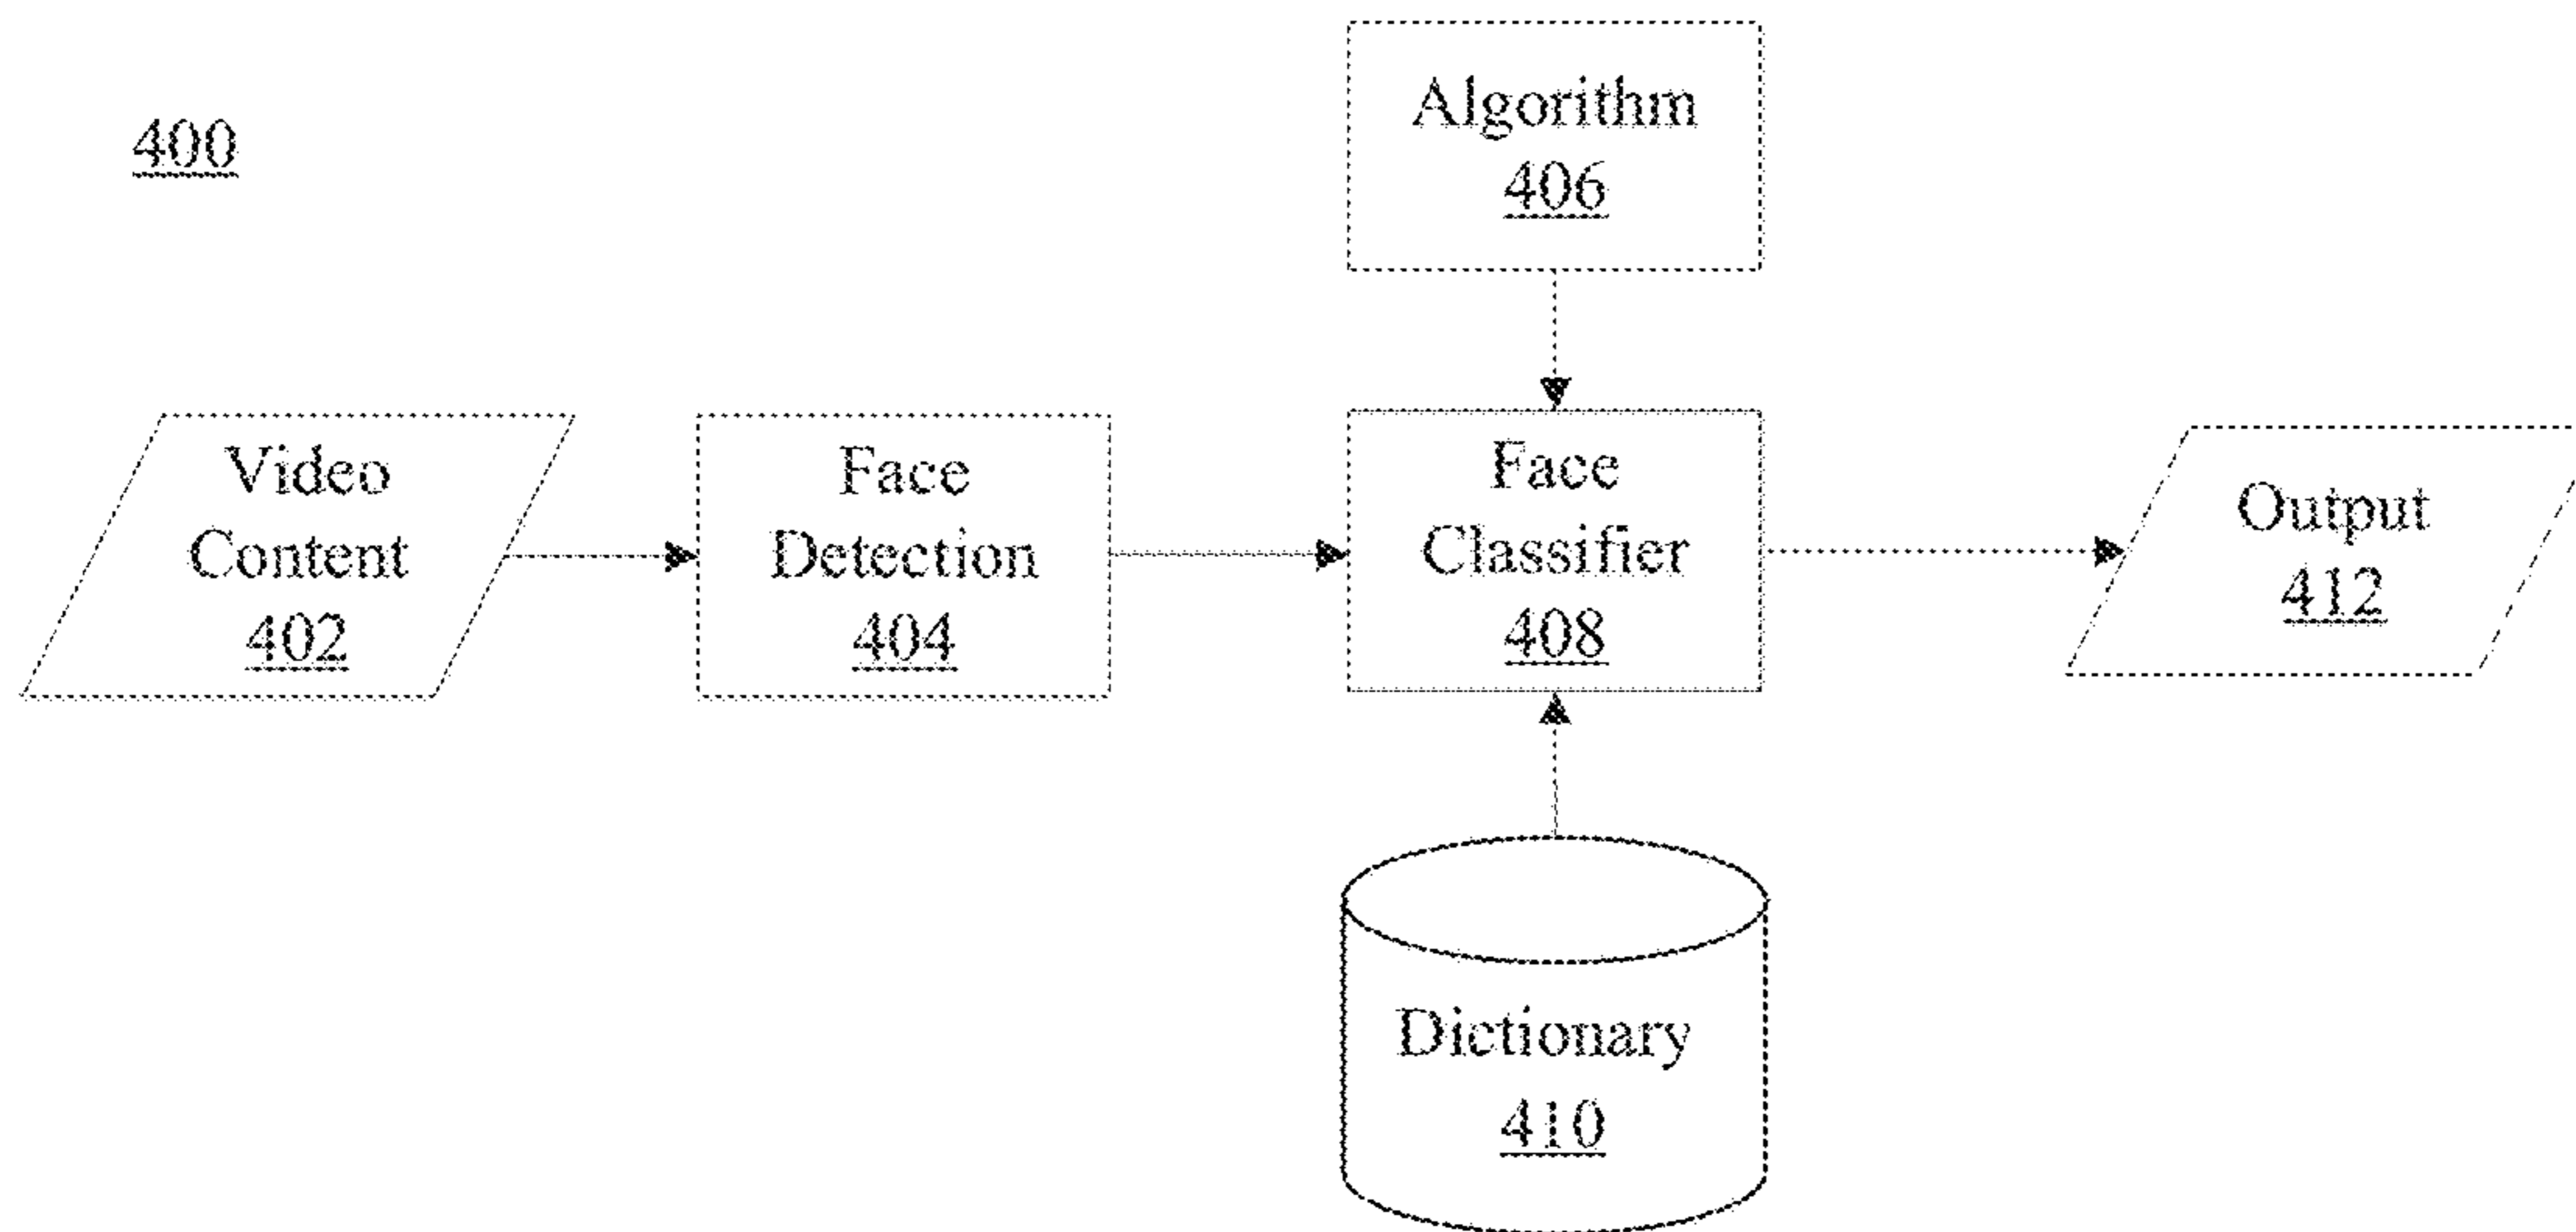 400
Algorithm
406
Video
Content
402
Face
Detection
404
Face
Classifier
408
Output
412
Dictionary
410